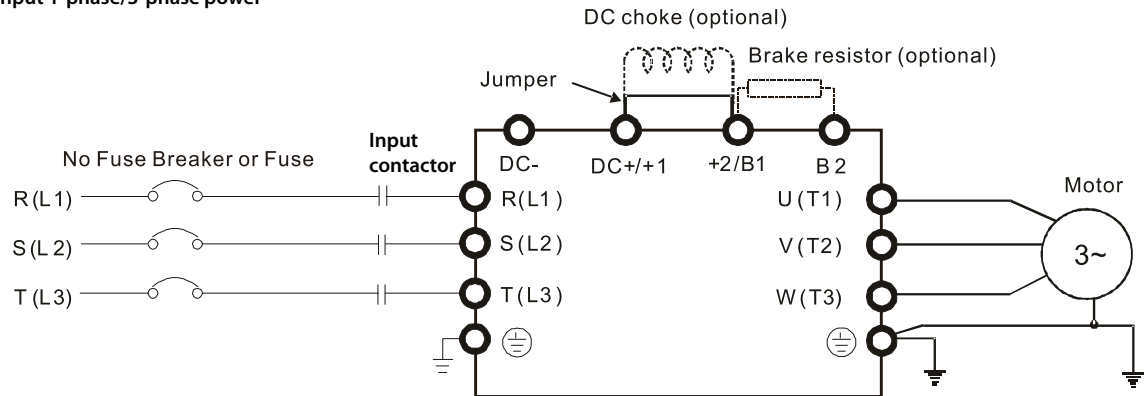 Input 1-phase/3-phase power
DC choke (optional)
Brake resistor (optional)
Jumper
Input
contactor
No Fuse Breaker or Fuse
DC-
DC+/+1
+2/B1
B2
R(L1)
R(L1)
U(T1)
Motor
S(L2)
S(L2)
V(T2)
3~
T(L3)
T(L3)
W(T3)